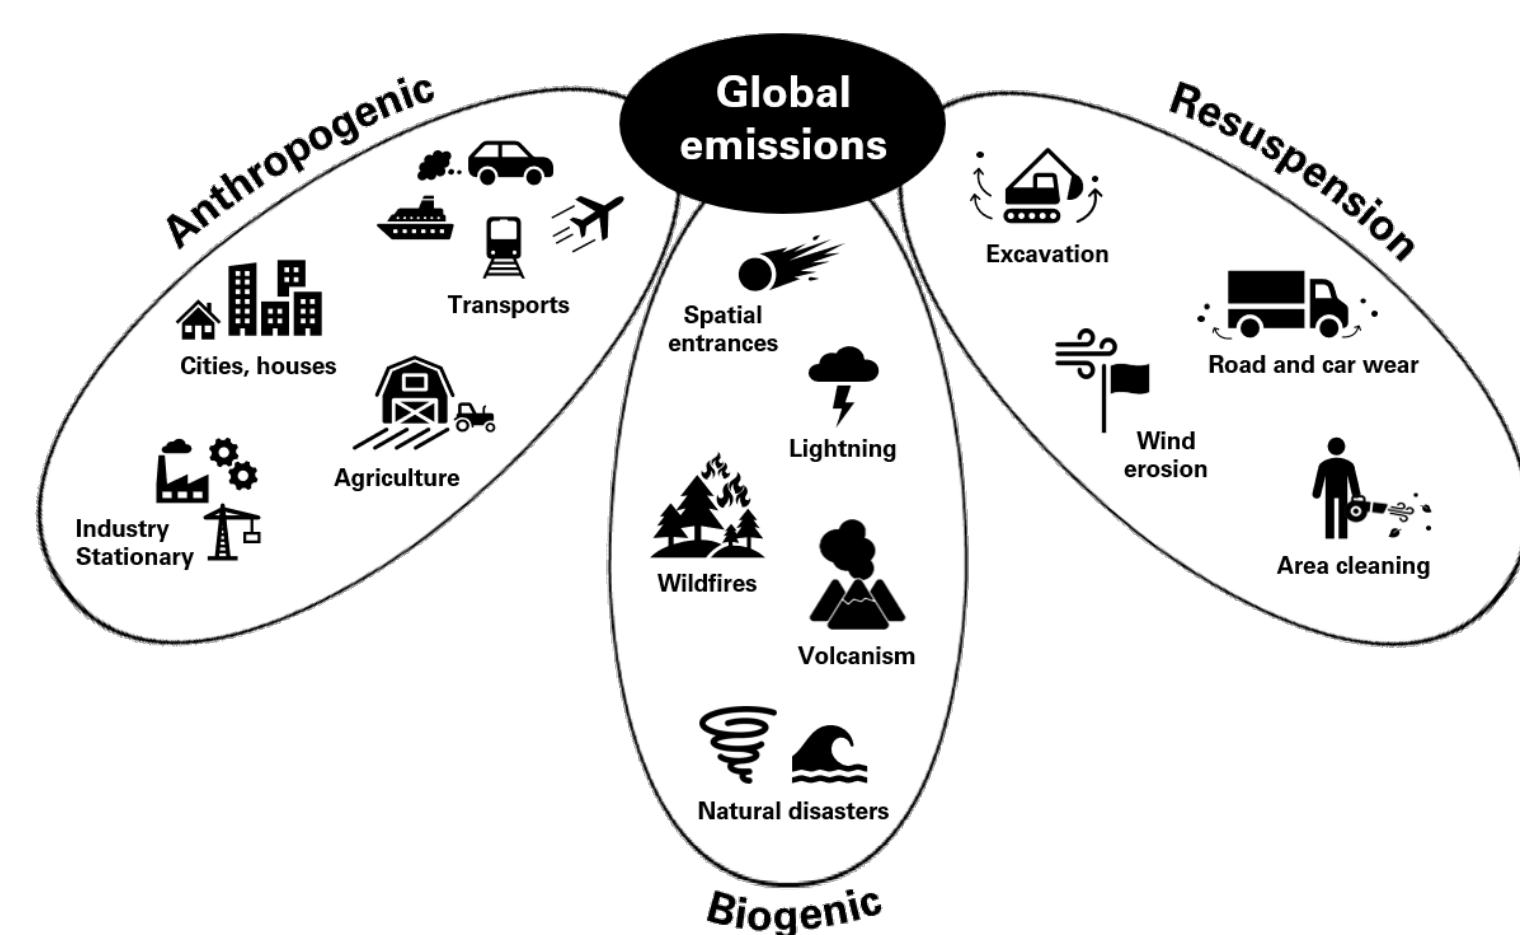 Global
emissions
Anthropogenic
Transports
Cities, houses
Agriculture
Industry
Stationary
Spatial
entrances
Lightning
Wildfires
Volcanism
Natural disasters
Biogenic
Resuspension
Excavation
Road and car wear
Wind
erosion
Area cleaning